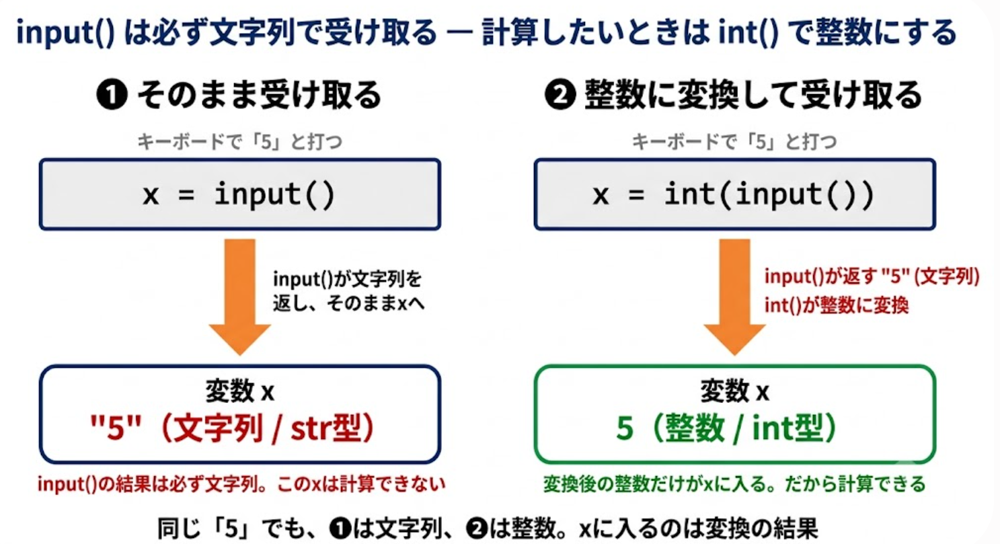 input() は必ず文字列で受け取る ― 計算したいときは int() で整数にする
❶ そのまま受け取る
キーボードで「5」と打つ
x = input()
input()が文字列を
返し、そのままxへ
変数 x
"5"（文字列 / str型）
input()の結果は必ず文字列。このxは計算できない
❷ 整数に変換して受け取る
キーボードで「5」と打つ
x = int(input())
input()が返す "5" (文字列)
int()が整数に変換
変数 x
5（整数 / int型）
変換後の整数だけがxに入る。だから計算できる
同じ「5」でも、❶は文字列、❷は整数。xに入るのは変換の結果